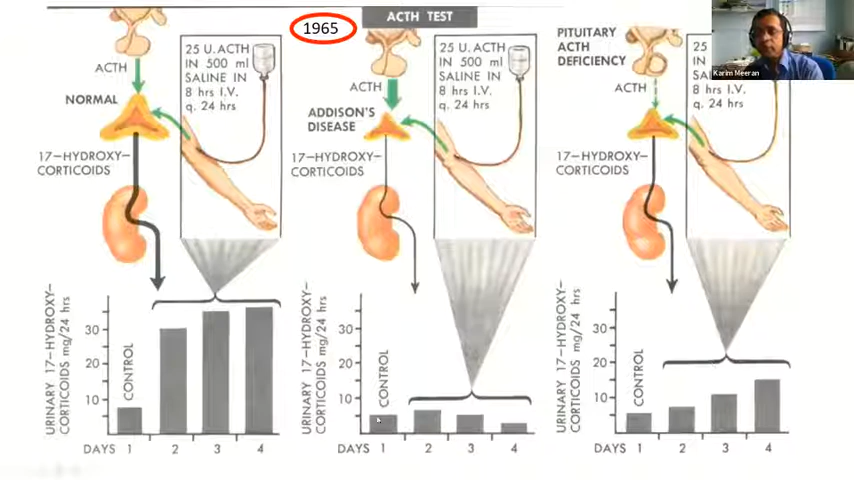 1965
ACTH TEST
ACTH
NORMAL
17-HYDROXY-
CORTICOIDS
25 U. ACTH
IN 500 ml
SALINE IN
8 hrs I.V.
q. 24 hrs
URINARY 17-HYDROXY-
CORTICOIDS mg/24 hrs
30
20
10
CONTROL
DAYS 1 2 3 4
ACTH
ADDISON'S
DISEASE
17-HYDROXY-
CORTICOIDS
25 U. ACTH
IN 500 ml
SALINE IN
8 hrs I.V.
q. 24 hrs
URINARY 17-HYDROXY-
CORTICOIDS mg/24 hrs
30
20
10
CONTROL
DAYS 1 2 3 4
PITUITARY
ACTH
DEFICIENCY
ACTH
17-HYDROXY-
CORTICOIDS
25
IN
SALINE IN
8 hrs I.V.
q. 24 hrs
URINARY 17-HYDROXY-
CORTICOIDS mg/24 hrs
30
20
10
CONTROL
DAYS 1 2 3 4
Karim Meeran